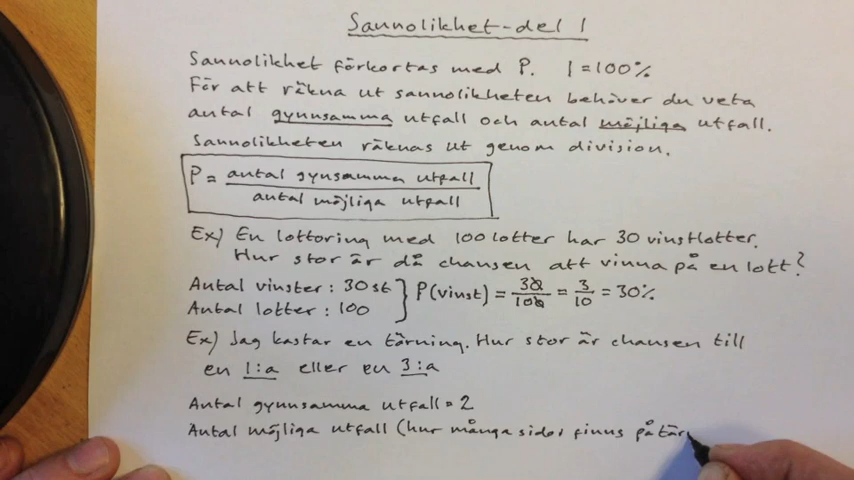 Sannolikhet - del 1
Sannolikhet förkortas med P. 1 = 100%
För att räkna ut sannolikheten behöver du veta
antal gynnsamma utfall och antal möjliga utfall.
Sannolikheten räknas ut genom division.
P = antal gynsamma utfall
antal möjliga utfall
Ex) En lottoring med 100 lotter har 30 vinstlotter.
Hur stor är då chansen att vinna på en lott?
Antal vinster : 30 st } P(vinst) = 30/100 = 3/10 = 30%
Antal lotter : 100
Ex) Jag kastar en tärning. Hur stor är chansen till
en 1:a eller en 3:a
Antal gynnsamma utfall = 2
Antal möjliga utfall (hur många sidor finns på tär